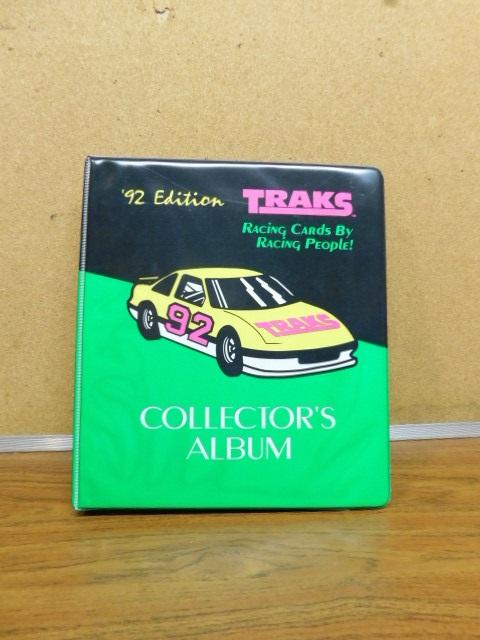 '92 Edition
TRAKS
Racing Cards By
Racing People!
92
TRAKS
COLLECTOR'S
ALBUM